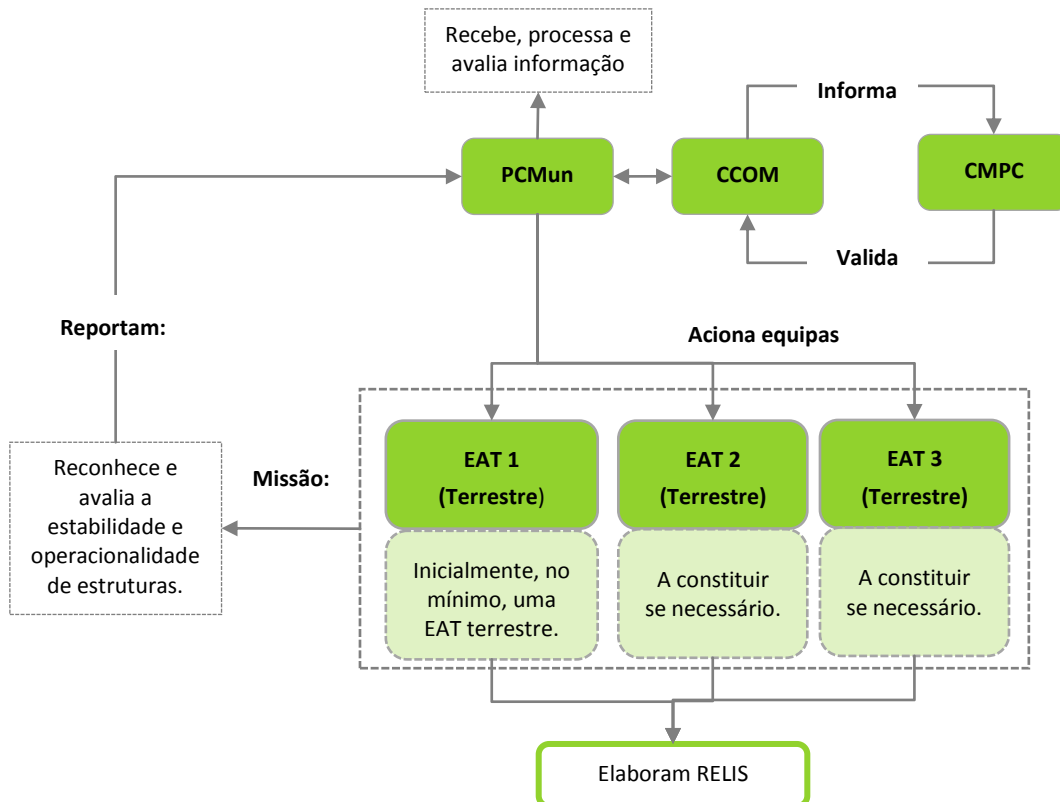 Recebe, processa e
avalia informação
Informa
PCMun
CCOM
CMPC
Valida
Reportam:
Aciona equipas
Reconhece e
avalia a
estabilidade e
operacionalidade
de estruturas.
Missão:
EAT 1
(Terrestre)
EAT 2
(Terrestre)
EAT 3
(Terrestre)
Inicialmente, no
mínimo, uma
EAT terrestre.
A constituir
se necessário.
A constituir
se necessário.
Elaboram RELIS